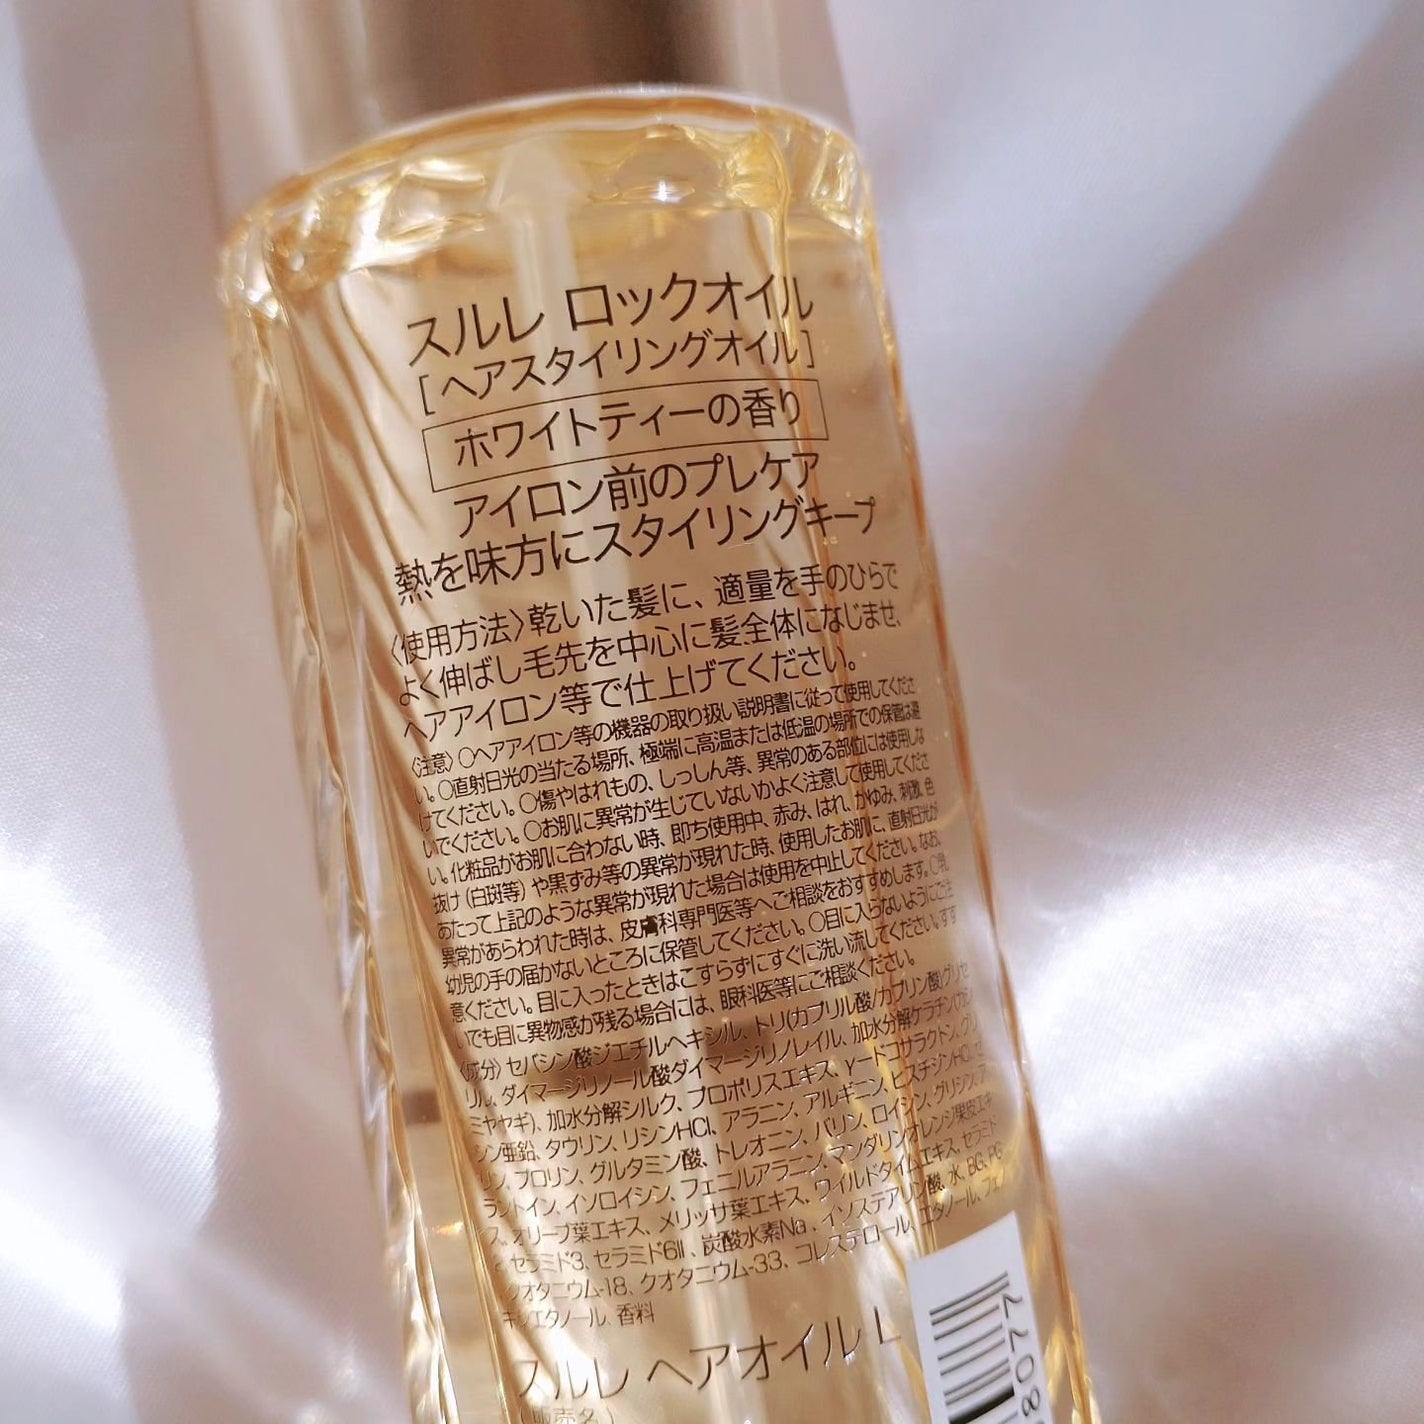 スルレ ロックオイル
[ヘアスタイリングオイル]
ホワイトティーの香り
アイロン前のプレケア
熱を味方にスタイリングキープ
〈使用方法〉乾いた髪に、適量を手のひらで
よく伸ばし毛先を中心に髪全体になじませ、
ヘアアイロン等で仕上げてください。
〈注意〉○ヘアアイロン等の機器の取り扱い説明書に従って使用してくださ
い。○直射日光の当たる場所、極端に高温または低温の場所での保管は避
けてください。○傷やはれもの、しっしん等、異常のある部位には使用しな
いでください。○お肌に異常が生じていないかよく注意して使用してくださ
い。化粧品がお肌に合わない時、即ち使用中、赤み、はれ、かゆみ、刺激、色
抜け(白斑等)や黒ずみ等の異常が現れた時、使用したお肌に、直射日光が
あたって上記のような異常が現れた場合は使用を中止してください。なお、
異常があらわれた時は、皮膚科専門医等へご相談をおすすめします。○乳
幼児の手の届かないところに保管してください。○目に入らないようにご注
意ください。目に入ったときはこすらずにすぐに洗い流してください。すす
いでも目に異物感が残る場合には、眼科医等にご相談ください。
〈成分〉セバシン酸ジエチルヘキシル、トリ(カプリル酸/カプリン酸)グリセ
リル、ダイマージリノール酸ダイマージリノレイル、加水分解ケラチン(カシ
ミヤヤギ)、加水分解シルク、プロポリスエキス、γ-ドコサラクトン、グリ
シン亜鉛、タウリン、リシンHCl、アラニン、アルギニン、ヒスチジンHCl、セ
リン、プロリン、グルタミン酸、トレオニン、バリン、ロイシン、グリシン、ア
ラントイン、イソロイシン、フェニルアラニン、マンダリンオレンジ果皮エキ
ス、オリーブ葉エキス、メリッサ葉エキス、ワイルドタイムエキス、セラミド
セラミド3、セラミド6II、炭酸水素Na、イソステアリン酸、水、BG、PG
クオタニウム-18、クオタニウム-33、コレステロール、エタノール、フェ
キシエタノール、香料
スルレ ヘアオイル L
(販売名)